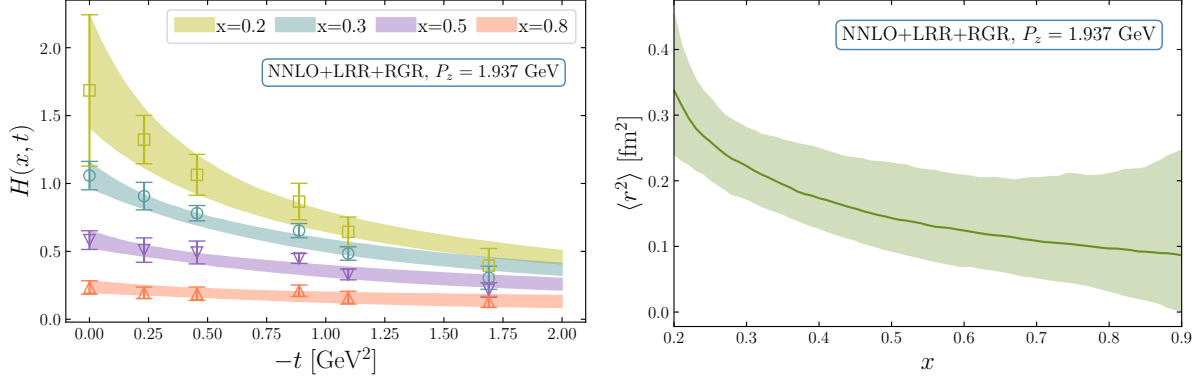 x=0.2 x=0.3 x=0.5 x=0.8
NNLO+LRR+RGR, P_z = 1.937 GeV
H(x, t)
2.0
1.5
1.0
0.5
0.0
0.00 0.25 0.50 0.75 1.00 1.25 1.50 1.75 2.00
−t [GeV²]
NNLO+LRR+RGR, P_z = 1.937 GeV
⟨r²⟩ [fm²]
0.4
0.3
0.2
0.1
0.0
0.2 0.3 0.4 0.5 0.6 0.7 0.8 0.9
x